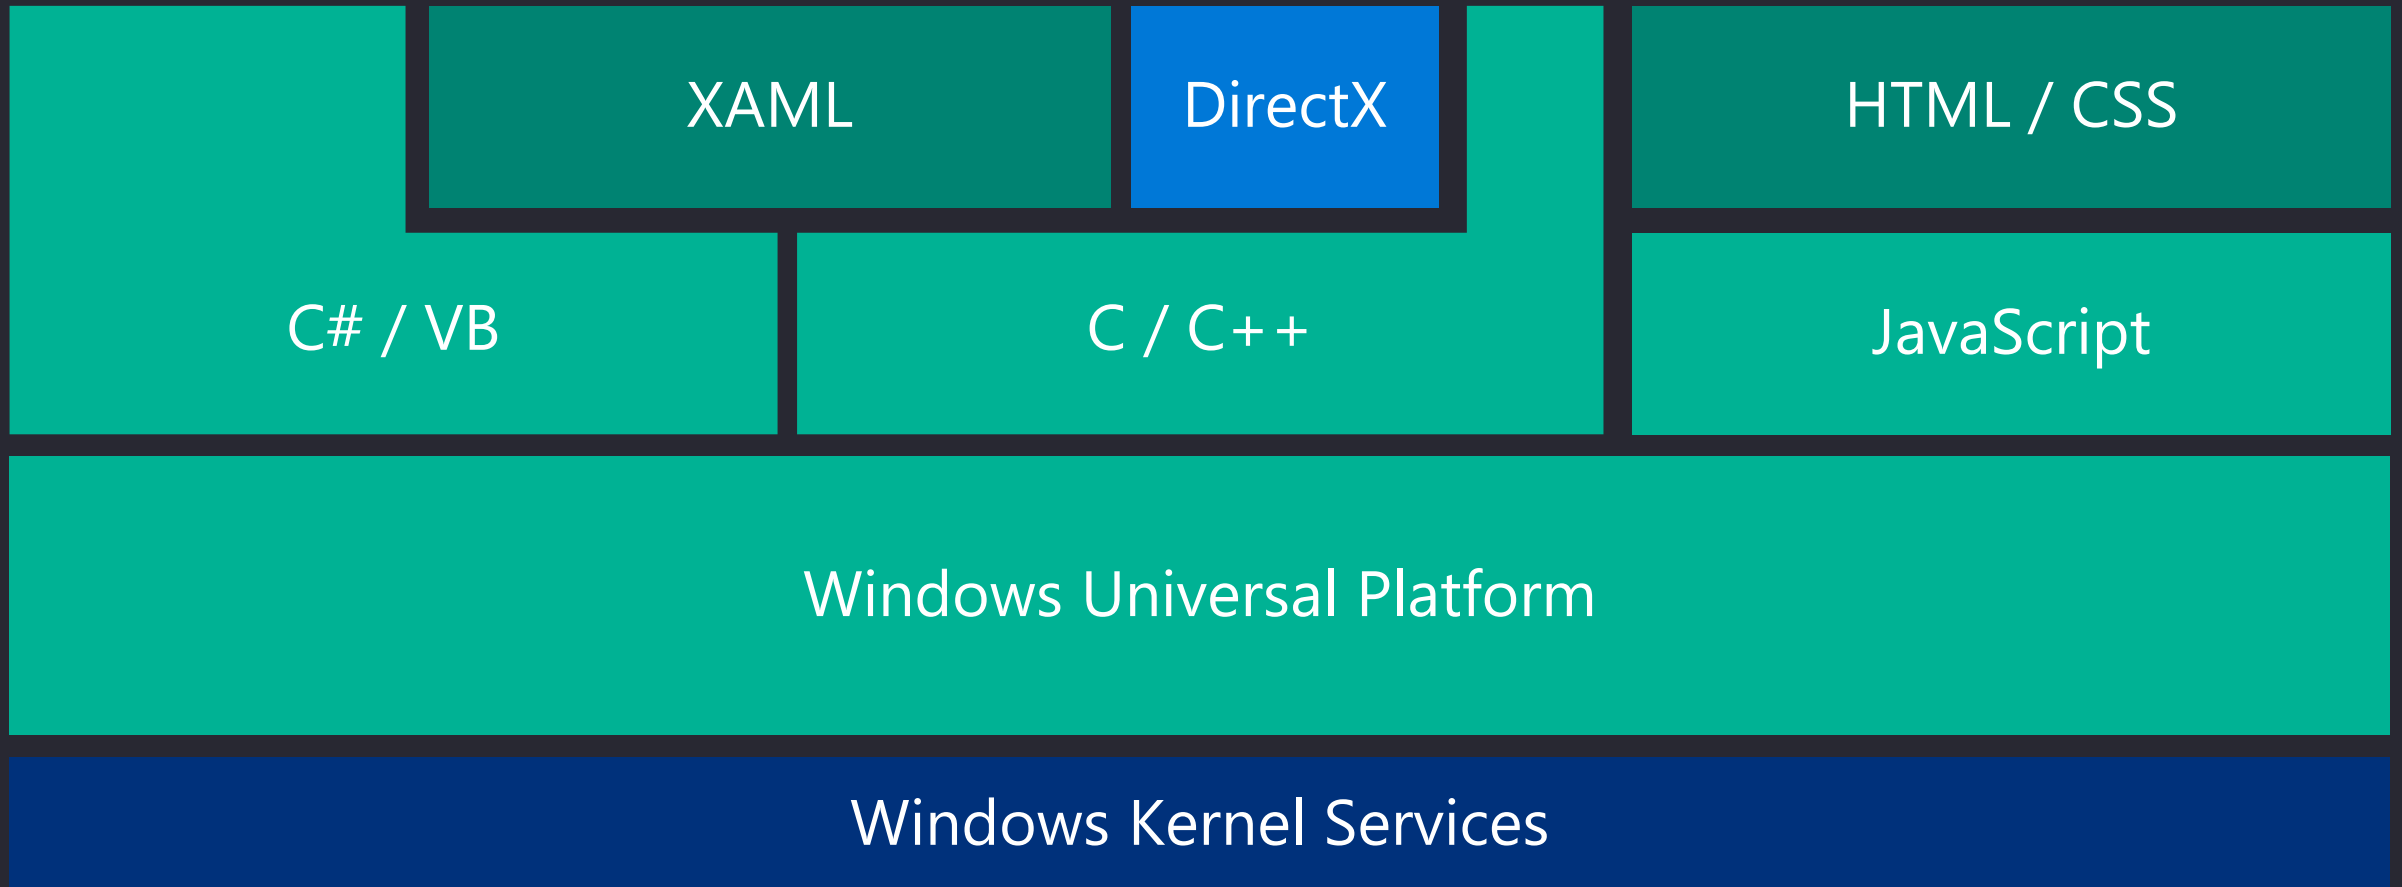 XAML
DirectX
HTML / CSS
C# / VB
C / C++
JavaScript
Windows Universal Platform
Windows Kernel Services